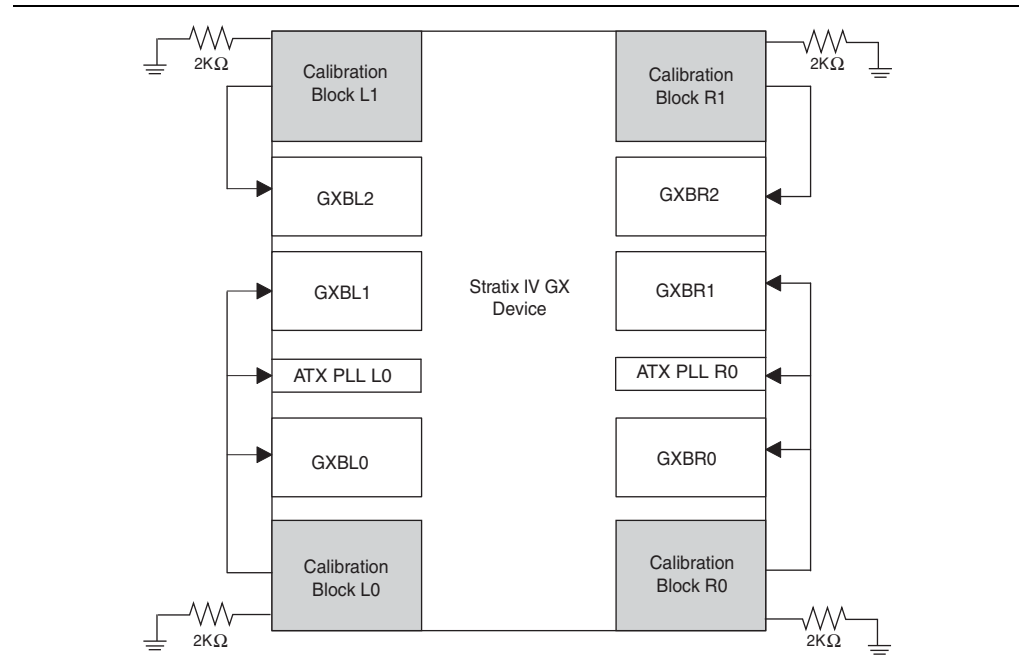 2KΩ
Calibration
Block L1
Calibration
Block R1
2KΩ
GXBL2
GXBR2
GXBL1
Stratix IV GX
Device
GXBR1
ATX PLL L0
ATX PLL R0
GXBL0
GXBR0
Calibration
Block L0
Calibration
Block R0
2KΩ
2KΩ